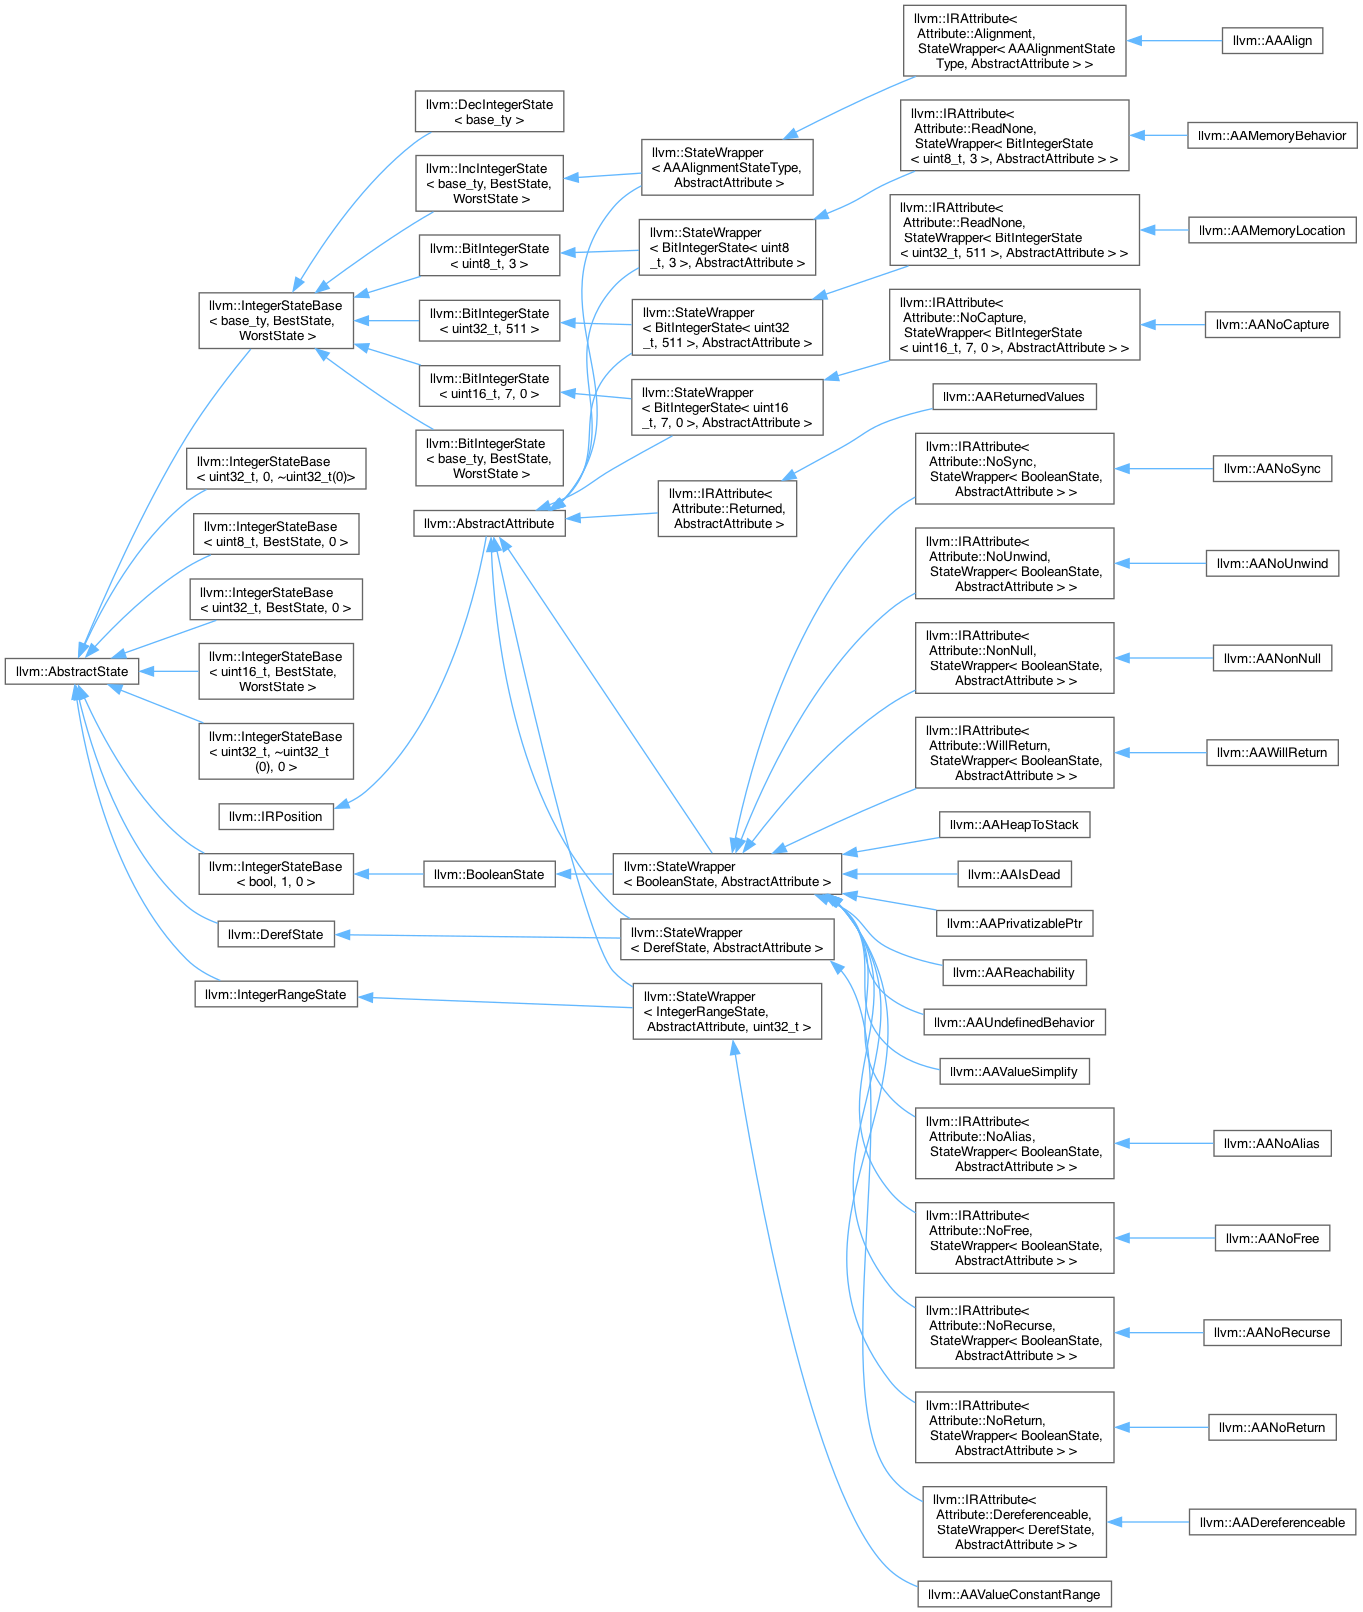 llvm::AbstractState
llvm::IntegerStateBase
< base_ty, BestState,
WorstState >
llvm::IntegerStateBase
< uint32_t, 0, ~uint32_t(0)>
llvm::IntegerStateBase
< uint8_t, BestState, 0 >
llvm::IntegerStateBase
< uint32_t, BestState, 0 >
llvm::IntegerStateBase
< uint16_t, BestState,
WorstState >
llvm::IntegerStateBase
< uint32_t, ~uint32_t
(0), 0 >
llvm::IRPosition
llvm::IntegerStateBase
< bool, 1, 0 >
llvm::DerefState
llvm::IntegerRangeState
llvm::DecIntegerState
< base_ty >
llvm::IncIntegerState
< base_ty, BestState,
WorstState >
llvm::BitIntegerState
< uint8_t, 3 >
llvm::BitIntegerState
< uint32_t, 511 >
llvm::BitIntegerState
< uint16_t, 7, 0 >
llvm::BitIntegerState
< base_ty, BestState,
WorstState >
llvm::AbstractAttribute
llvm::BooleanState
llvm::StateWrapper
< AAAlignmentStateType,
AbstractAttribute >
llvm::StateWrapper
< BitIntegerState< uint8
_t, 3 >, AbstractAttribute >
llvm::StateWrapper
< BitIntegerState< uint32
_t, 511 >, AbstractAttribute >
llvm::StateWrapper
< BitIntegerState< uint16
_t, 7, 0 >, AbstractAttribute >
llvm::IRAttribute<
Attribute::Returned,
AbstractAttribute >
llvm::StateWrapper
< BooleanState, AbstractAttribute >
llvm::StateWrapper
< DerefState, AbstractAttribute >
llvm::StateWrapper
< IntegerRangeState,
AbstractAttribute, uint32_t >
llvm::IRAttribute<
Attribute::Alignment,
StateWrapper< AAAlignmentState
Type, AbstractAttribute > >
llvm::IRAttribute<
Attribute::ReadNone,
StateWrapper< BitIntegerState
< uint8_t, 3 >, AbstractAttribute > >
llvm::IRAttribute<
Attribute::ReadNone,
StateWrapper< BitIntegerState
< uint32_t, 511 >, AbstractAttribute > >
llvm::IRAttribute<
Attribute::NoCapture,
StateWrapper< BitIntegerState
< uint16_t, 7, 0 >, AbstractAttribute > >
llvm::AAReturnedValues
llvm::IRAttribute<
Attribute::NoSync,
StateWrapper< BooleanState,
AbstractAttribute > >
llvm::IRAttribute<
Attribute::NoUnwind,
StateWrapper< BooleanState,
AbstractAttribute > >
llvm::IRAttribute<
Attribute::NonNull,
StateWrapper< BooleanState,
AbstractAttribute > >
llvm::IRAttribute<
Attribute::WillReturn,
StateWrapper< BooleanState,
AbstractAttribute > >
llvm::AAHeapToStack
llvm::AAIsDead
llvm::AAPrivatizablePtr
llvm::AAReachability
llvm::AAUndefinedBehavior
llvm::AAValueSimplify
llvm::IRAttribute<
Attribute::NoAlias,
StateWrapper< BooleanState,
AbstractAttribute > >
llvm::IRAttribute<
Attribute::NoFree,
StateWrapper< BooleanState,
AbstractAttribute > >
llvm::IRAttribute<
Attribute::NoRecurse,
StateWrapper< BooleanState,
AbstractAttribute > >
llvm::IRAttribute<
Attribute::NoReturn,
StateWrapper< BooleanState,
AbstractAttribute > >
llvm::IRAttribute<
Attribute::Dereferenceable,
StateWrapper< DerefState,
AbstractAttribute > >
llvm::AAValueConstantRange
llvm::AAAlign
llvm::AAMemoryBehavior
llvm::AAMemoryLocation
llvm::AANoCapture
llvm::AANoSync
llvm::AANoUnwind
llvm::AANonNull
llvm::AAWillReturn
llvm::AANoAlias
llvm::AANoFree
llvm::AANoRecurse
llvm::AANoReturn
llvm::AADereferenceable